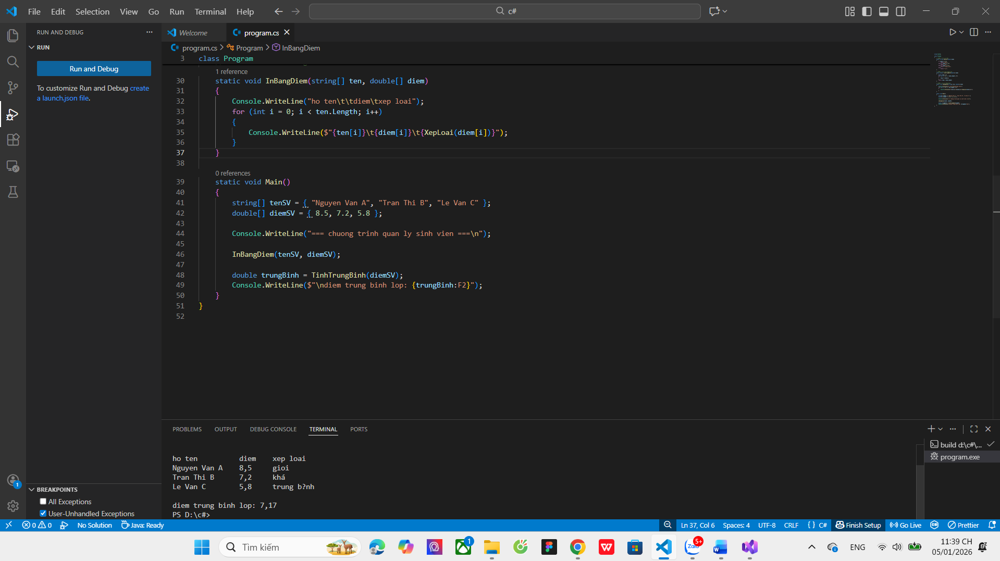 File Edit Selection View Go Run Terminal Help
c#
RUN AND DEBUG
RUN
Run and Debug
To customize Run and Debug create
a launch.json file.
Welcome
program.cs
program.cs > Program > InBangDiem
3 class Program
1 reference
30 static void InBangDiem(string[] ten, double[] diem)
31 {
32 Console.WriteLine("ho ten\t\tdiem\txep loai");
33 for (int i = 0; i < ten.Length; i++)
34 {
35 Console.WriteLine($"{ten[i]}\t{diem[i]}\t{XepLoai(diem[i])}");
36 }
37 }
38
0 references
39 static void Main()
40 {
41 string[] tenSV = { "Nguyen Van A", "Tran Thi B", "Le Van C" };
42 double[] diemSV = { 8.5, 7.2, 5.8 };
43
44 Console.WriteLine("=== chuong trinh quan ly sinh vien ===\n");
45
46 InBangDiem(tenSV, diemSV);
47
48 double trungBinh = TinhTrungBinh(diemSV);
49 Console.WriteLine($"\ndiem trung binh lop: {trungBinh:F2}");
50 }
51 }
52
PROBLEMS OUTPUT DEBUG CONSOLE TERMINAL PORTS
ho ten diem xep loai
Nguyen Van A 8,5 gioi
Tran Thi B 7,2 khá
Le Van C 5,8 trung b?nh
diem trung binh lop: 7,17
PS D:\c#>
build d:\c#\...
program.exe
1
BREAKPOINTS
All Exceptions
User-Unhandled Exceptions
0 0 No Solution Java: Ready
Ln 37, Col 6 Spaces: 4 UTF-8 CRLF { } C# Finish Setup Go Live Prettier
Tìm kiếm
1
Zalo
5+
ENG
11:39 CH
05/01/2026